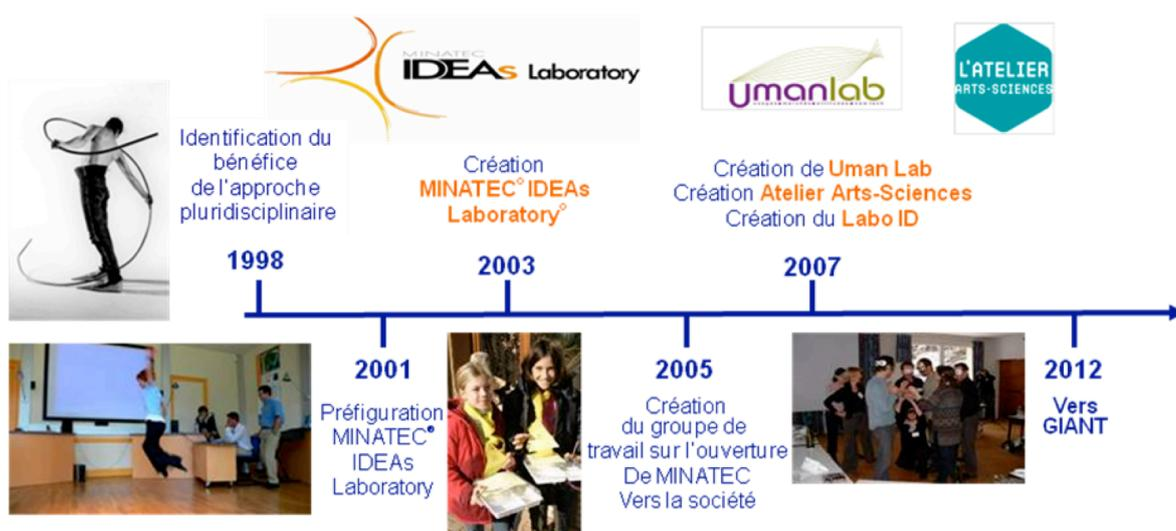 MINATEC
IDEAs Laboratory
umanlab
L'ATELIER
ARTS-SCIENCES
Identification du
bénéfice
de l'approche
pluridisciplinaire
1998
Création
MINATEC° IDEAs
Laboratory°
2003
Création de Uman Lab
Création Atelier Arts-Sciences
Création du Labo ID
2007
2001
Préfiguration
MINATEC®
IDEAs
Laboratory
2005
Création
du groupe de
travail sur l'ouverture
De MINATEC
Vers la société
2012
Vers
GIANT